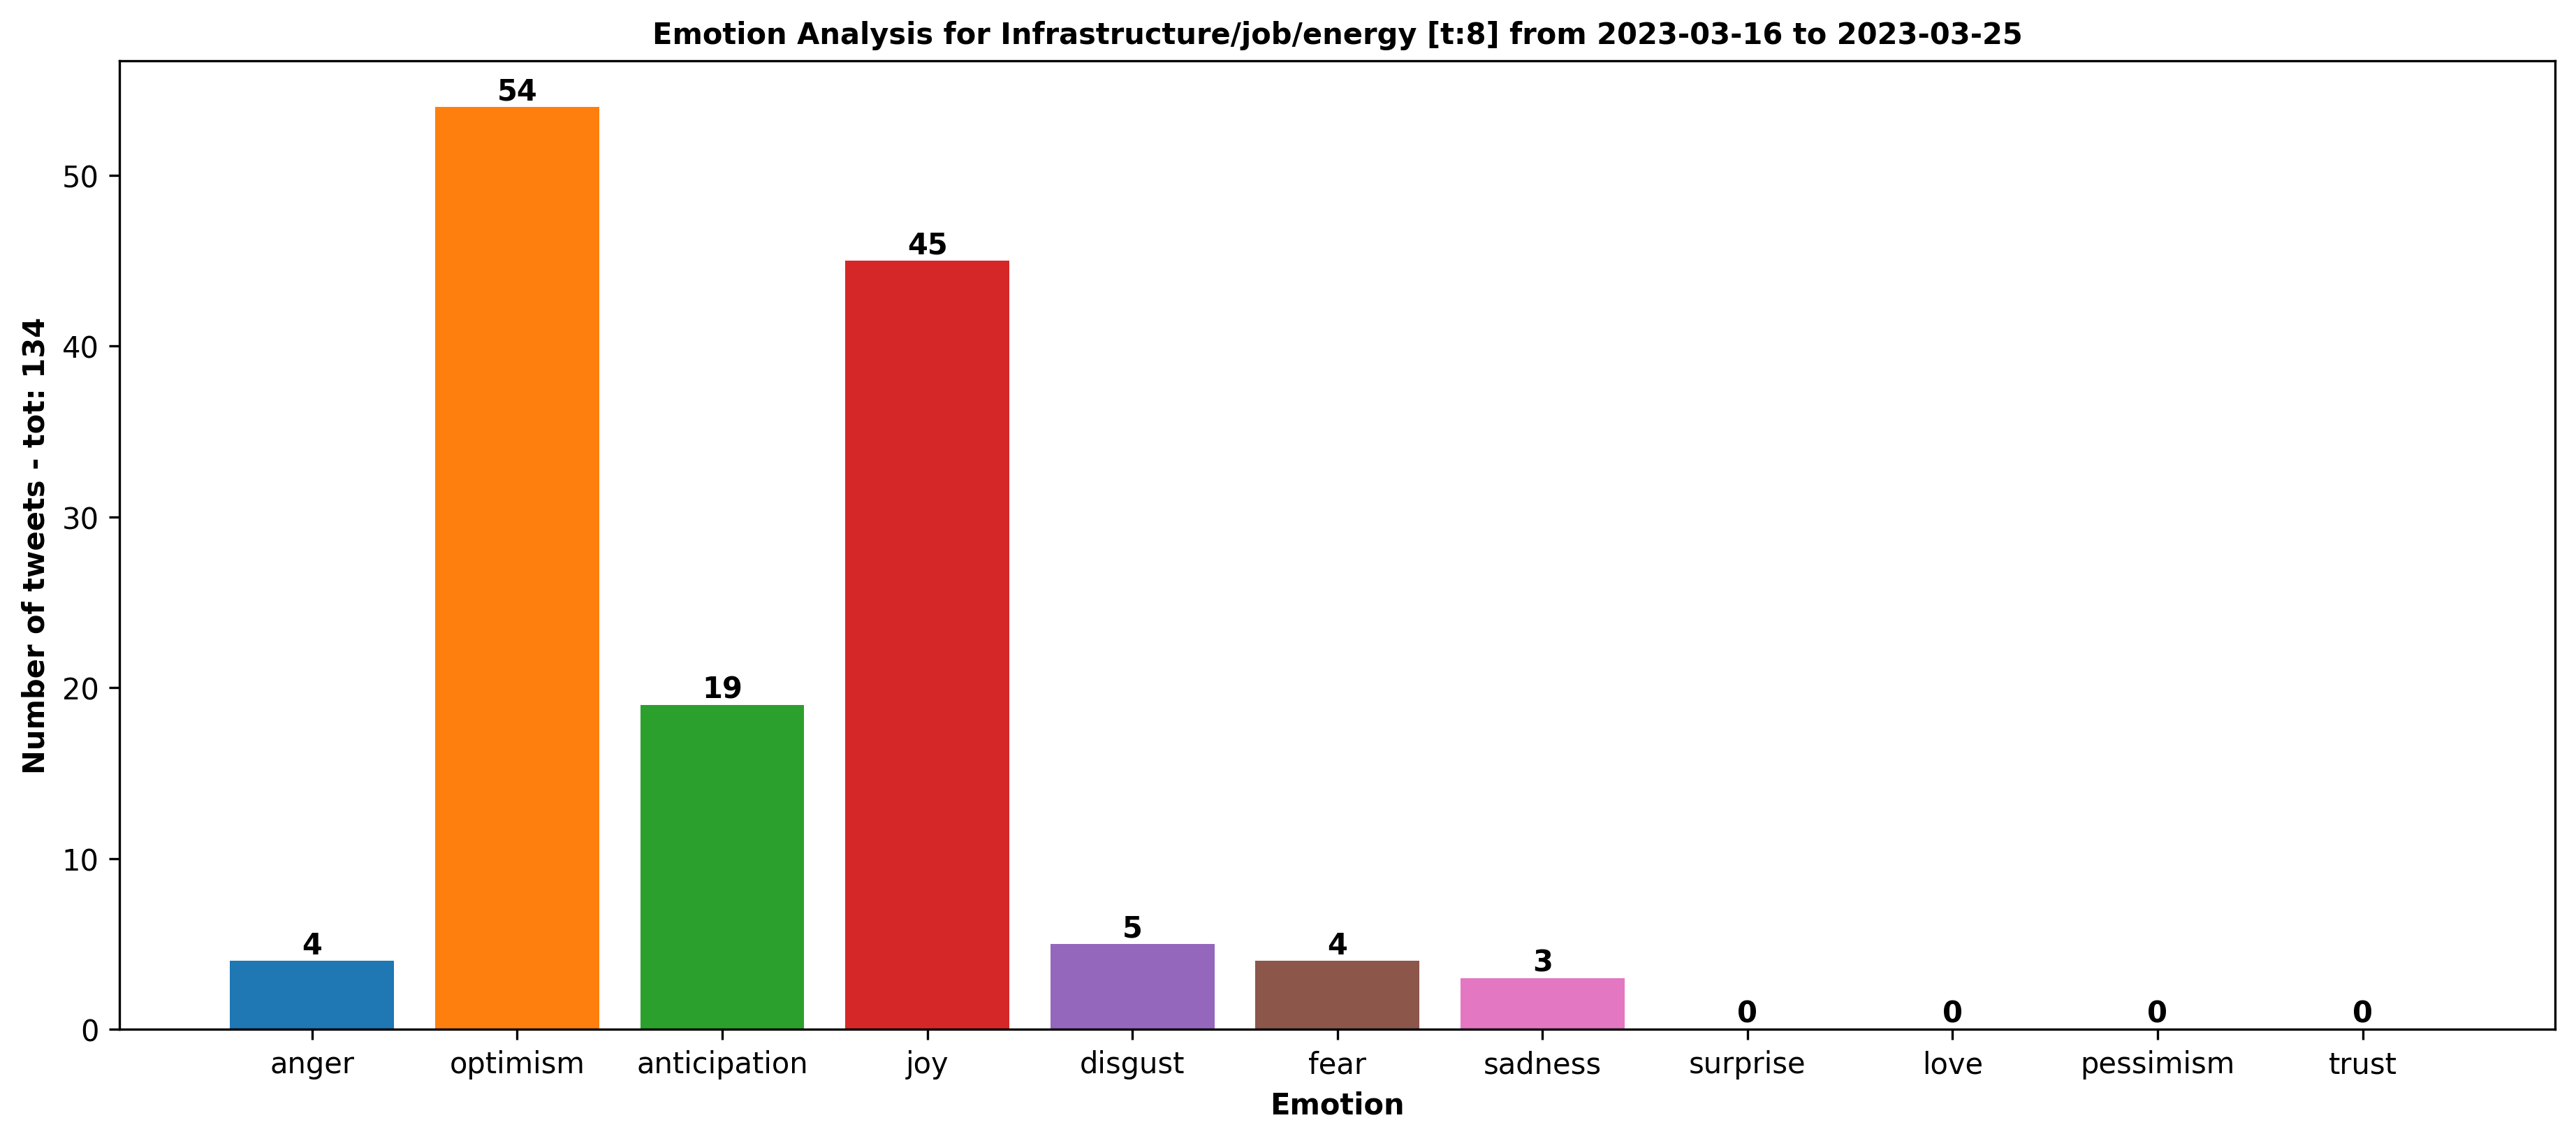 Emotion Analysis for Infrastructure/job/energy [t:8] from 2023-03-16 to 2023-03-25
Number of tweets - tot: 134
50
40
30
20
10
0
4
54
19
45
5
4
3
0
0
0
0
anger
optimism
anticipation
joy
disgust
fear
sadness
surprise
love
pessimism
trust
Emotion